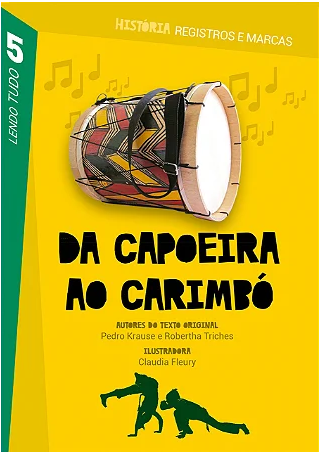 HISTÓRIA REGISTROS E MARCAS
LENDO TUDO 5
DA CAPOEIRA
AO CARIMBÓ
AUTORES DO TEXTO ORIGINAL
Pedro Krause e Robertha Triches
ILUSTRADORA
Claudia Fleury